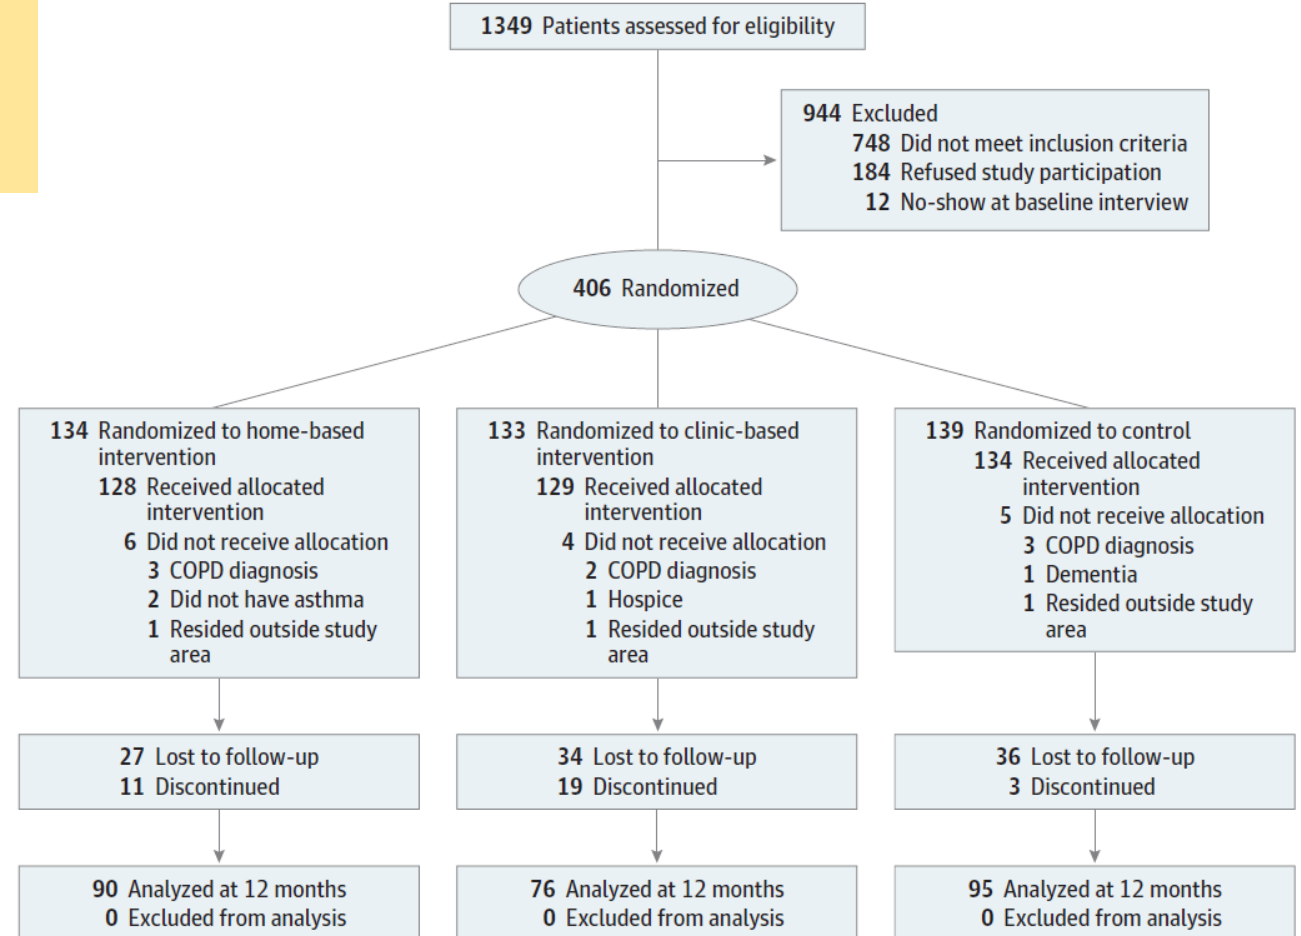 1349 Patients assessed for eligibility
944 Excluded
748 Did not meet inclusion criteria
184 Refused study participation
12 No-show at baseline interview
406 Randomized
134 Randomized to home-based
intervention
128 Received allocated
intervention
6 Did not receive allocation
3 COPD diagnosis
2 Did not have asthma
1 Resided outside study
area
133 Randomized to clinic-based
intervention
129 Received allocated
intervention
4 Did not receive allocation
2 COPD diagnosis
1 Hospice
1 Resided outside study
area
139 Randomized to control
134 Received allocated
intervention
5 Did not receive allocation
3 COPD diagnosis
1 Dementia
1 Resided outside study
area
27 Lost to follow-up
11 Discontinued
34 Lost to follow-up
19 Discontinued
36 Lost to follow-up
3 Discontinued
90 Analyzed at 12 months
0 Excluded from analysis
76 Analyzed at 12 months
0 Excluded from analysis
95 Analyzed at 12 months
0 Excluded from analysis